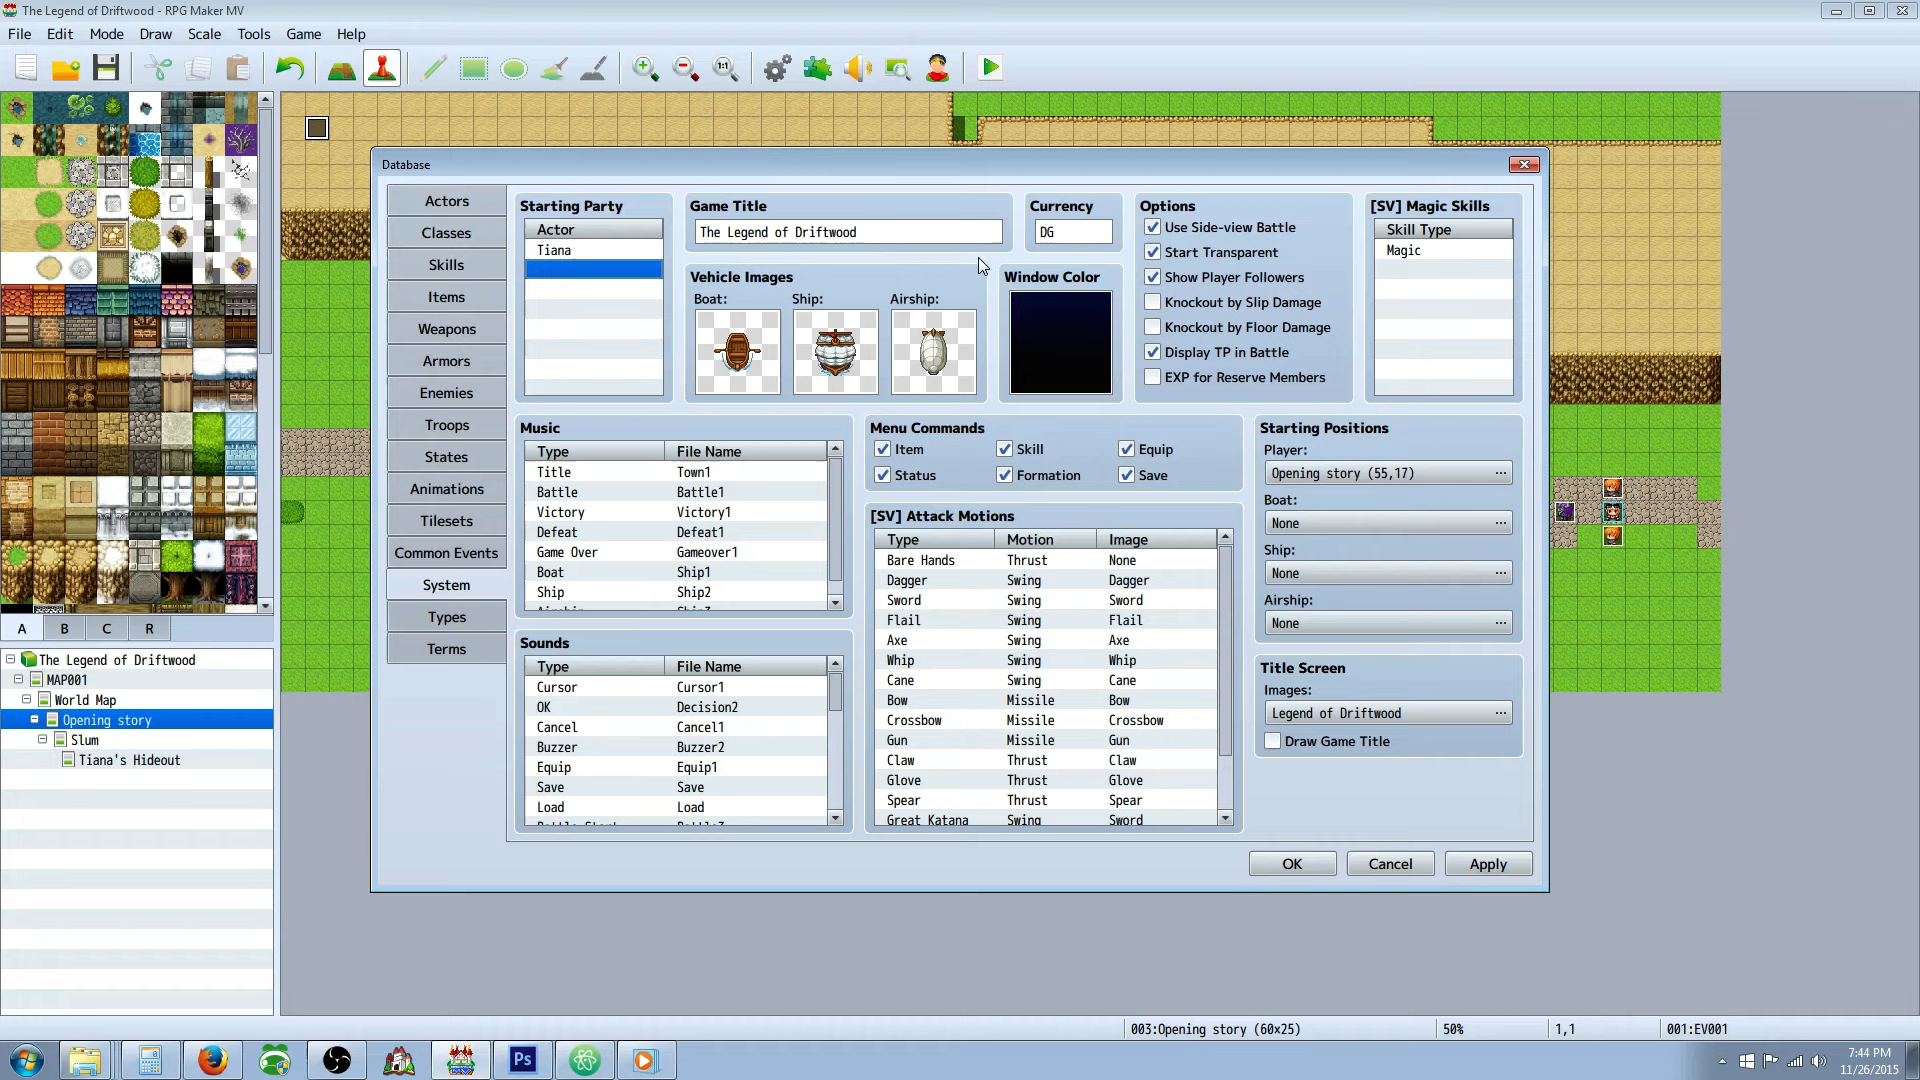 The Legend of Driftwood - RPG Maker MV
File Edit Mode Draw Scale Tools Game Help
1:1
Database
Actors
Classes
Skills
Items
Weapons
Armors
Enemies
Troops
States
Animations
Tilesets
Common Events
System
Types
Terms
Starting Party
Actor
Tiana
Game Title
The Legend of Driftwood
Currency
DG
Vehicle Images
Boat: Ship: Airship:
Window Color
Options
Use Side-view Battle
Start Transparent
Show Player Followers
Knockout by Slip Damage
Knockout by Floor Damage
Display TP in Battle
EXP for Reserve Members
[SV] Magic Skills
Skill Type
Magic
Music
Type File Name
Title Town1
Battle Battle1
Victory Victory1
Defeat Defeat1
Game Over Gameover1
Boat Ship1
Ship Ship2
Airship Ship3
Menu Commands
Item Skill Equip
Status Formation Save
[SV] Attack Motions
Type Motion Image
Bare Hands Thrust None
Dagger Swing Dagger
Sword Swing Sword
Flail Swing Flail
Axe Swing Axe
Whip Swing Whip
Cane Swing Cane
Bow Missile Bow
Crossbow Missile Crossbow
Gun Missile Gun
Claw Thrust Claw
Glove Thrust Glove
Spear Thrust Spear
Great Katana Swing Sword
Starting Positions
Player:
Opening story (55,17) ...
Boat:
None ...
Ship:
None ...
Airship:
None ...
Title Screen
Images:
Legend of Driftwood ...
Draw Game Title
Sounds
Type File Name
Cursor Cursor1
OK Decision2
Cancel Cancel1
Buzzer Buzzer2
Equip Equip1
Save Save
Load Load
OK Cancel Apply
A B C R
The Legend of Driftwood
MAP001
World Map
Opening story
Slum
Tiana's Hideout
003:Opening story (60x25) 50% 1,1 001:EV001
Ps
7:44 PM
11/26/2015